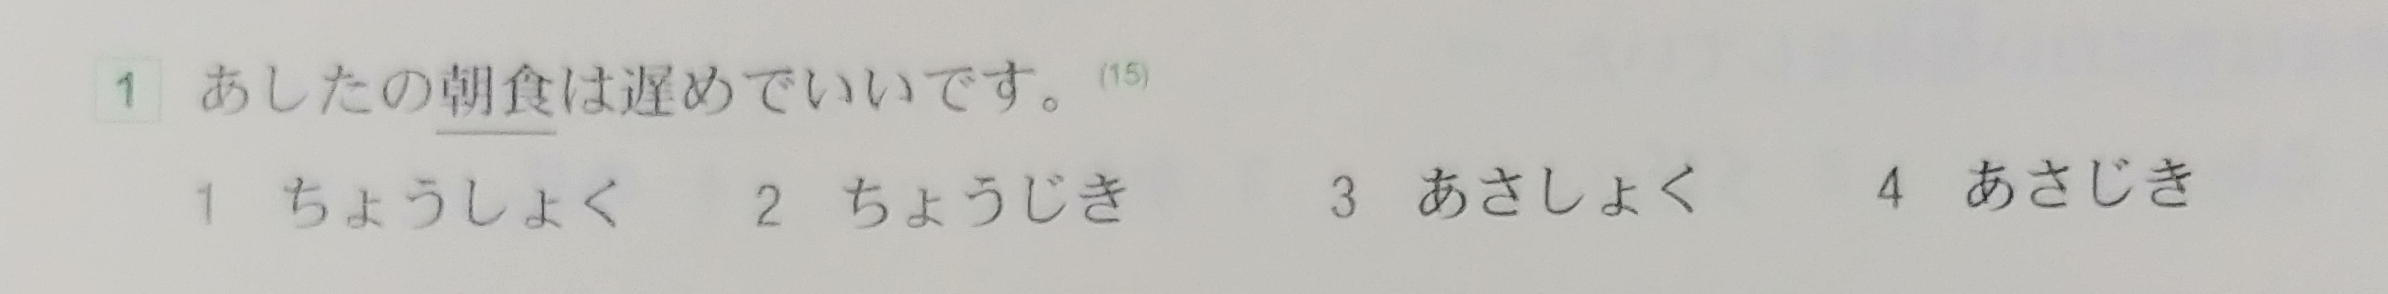 1 あしたの朝食は遅めでいいです。(15)
1 ちょうしょく 2 ちょうじき 3 あさしょく 4 あさじき